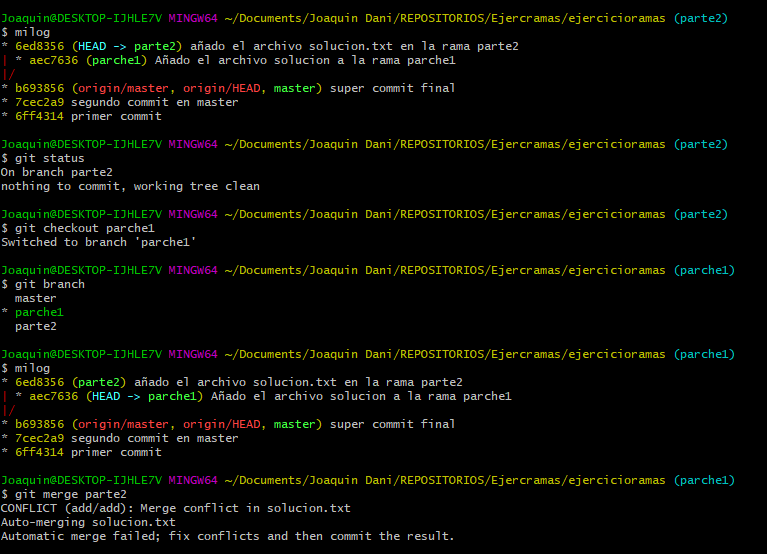 Joaquin@DESKTOP-IJHLE7V MINGW64 ~/Documents/Joaquin Dani/REPOSITORIOS/Ejercramas/ejercicioramas (parte2)
$ milog
* 6ed8356 (HEAD -> parte2) añado el archivo solucion.txt en la rama parte2
| * aec7636 (parche1) Añado el archivo solucion a la rama parche1
|/
* b693856 (origin/master, origin/HEAD, master) super commit final
* 7cec2a9 segundo commit en master
* 6ff4314 primer commit
Joaquin@DESKTOP-IJHLE7V MINGW64 ~/Documents/Joaquin Dani/REPOSITORIOS/Ejercramas/ejercicioramas (parte2)
$ git status
On branch parte2
nothing to commit, working tree clean
Joaquin@DESKTOP-IJHLE7V MINGW64 ~/Documents/Joaquin Dani/REPOSITORIOS/Ejercramas/ejercicioramas (parte2)
$ git checkout parche1
Switched to branch 'parche1'
Joaquin@DESKTOP-IJHLE7V MINGW64 ~/Documents/Joaquin Dani/REPOSITORIOS/Ejercramas/ejercicioramas (parche1)
$ git branch
  master
* parche1
  parte2
Joaquin@DESKTOP-IJHLE7V MINGW64 ~/Documents/Joaquin Dani/REPOSITORIOS/Ejercramas/ejercicioramas (parche1)
$ milog
* 6ed8356 (parte2) añado el archivo solucion.txt en la rama parte2
| * aec7636 (HEAD -> parche1) Añado el archivo solucion a la rama parche1
|/
* b693856 (origin/master, origin/HEAD, master) super commit final
* 7cec2a9 segundo commit en master
* 6ff4314 primer commit
Joaquin@DESKTOP-IJHLE7V MINGW64 ~/Documents/Joaquin Dani/REPOSITORIOS/Ejercramas/ejercicioramas (parche1)
$ git merge parte2
CONFLICT (add/add): Merge conflict in solucion.txt
Auto-merging solucion.txt
Automatic merge failed; fix conflicts and then commit the result.